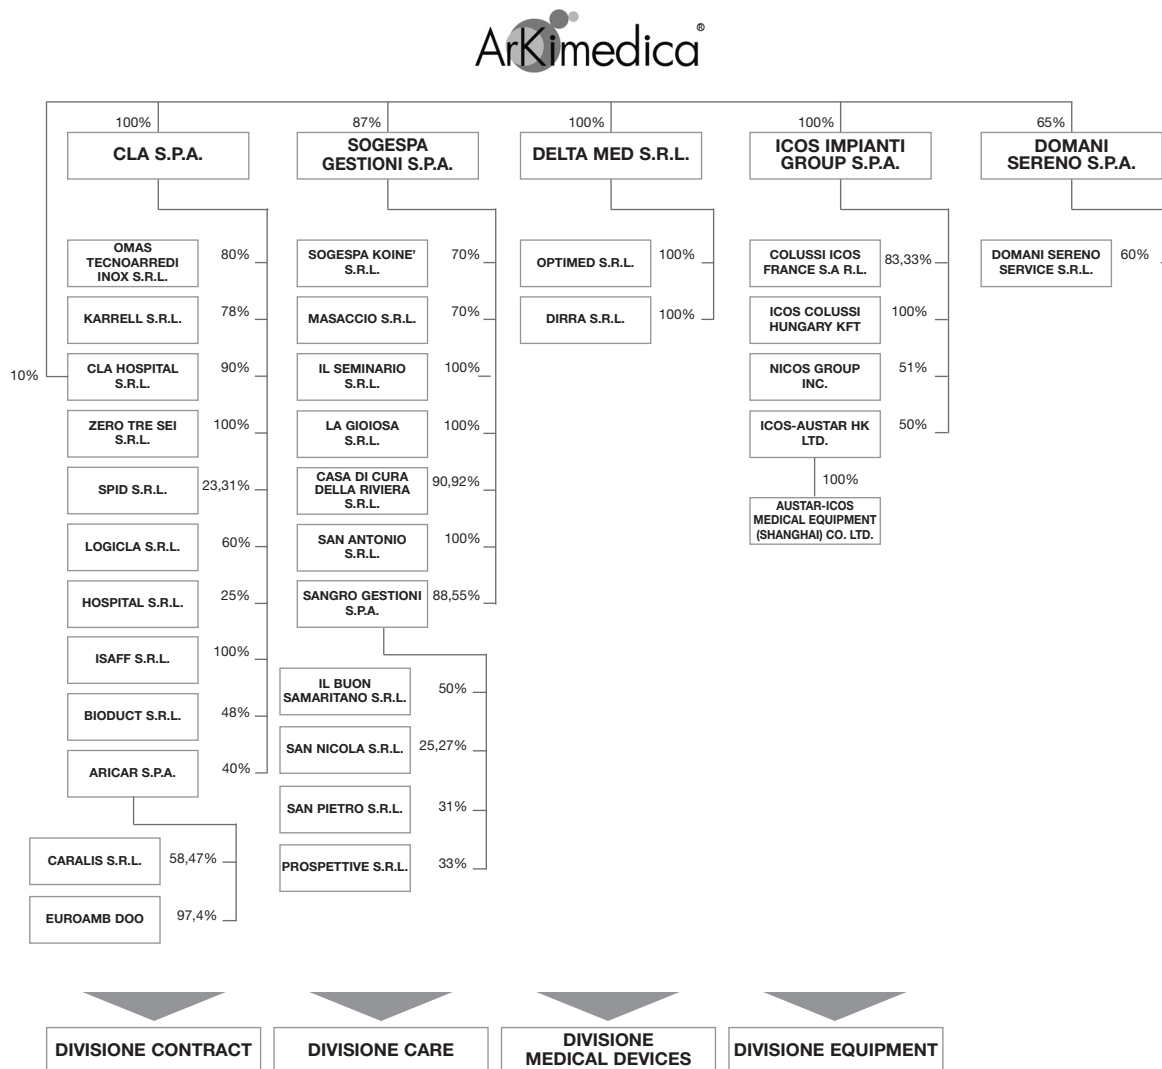 ArKimedica®
100%
CLA S.P.A.
87%
SOGESPA
GESTIONI S.P.A.
100%
DELTA MED S.R.L.
100%
ICOS IMPIANTI
GROUP S.P.A.
65%
DOMANI
SERENO S.P.A.
10%
OMAS
TECNOARREDI
INOX S.R.L.
80%
KARRELL S.R.L.
78%
CLA HOSPITAL
S.R.L.
90%
ZERO TRE SEI
S.R.L.
100%
SPID S.R.L.
23,31%
LOGICLA S.R.L.
60%
HOSPITAL S.R.L.
25%
ISAFF S.R.L.
100%
BIODUCT S.R.L.
48%
ARICAR S.P.A.
40%
CARALIS S.R.L.
58,47%
EUROAMB DOO
97,4%
SOGESPA KOINE'
S.R.L.
70%
MASACCIO S.R.L.
70%
IL SEMINARIO
S.R.L.
100%
LA GIOIOSA
S.R.L.
100%
CASA DI CURA
DELLA RIVIERA
S.R.L.
90,92%
SAN ANTONIO
S.R.L.
100%
SANGRO GESTIONI
S.P.A.
88,55%
IL BUON
SAMARITANO S.R.L.
50%
SAN NICOLA S.R.L.
25,27%
SAN PIETRO S.R.L.
31%
PROSPETTIVE S.R.L.
33%
OPTIMED S.R.L.
100%
DIRRA S.R.L.
100%
COLUSSI ICOS
FRANCE S.A R.L.
83,33%
ICOS COLUSSI
HUNGARY KFT
100%
NICOS GROUP
INC.
51%
ICOS-AUSTAR HK
LTD.
50%
100%
AUSTAR-ICOS
MEDICAL EQUIPMENT
(SHANGHAI) CO. LTD.
DOMANI SERENO
SERVICE S.R.L.
60%
DIVISIONE CONTRACT
DIVISIONE CARE
DIVISIONE
MEDICAL DEVICES
DIVISIONE EQUIPMENT